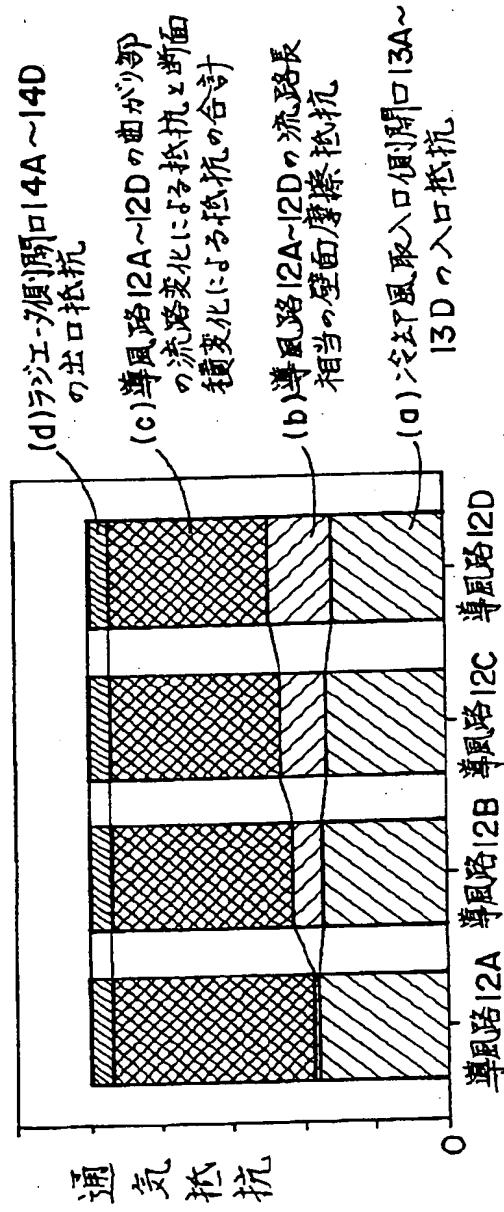 通気抵抗
0
導風路12A
導風路12B
導風路12C
導風路12D
(d)ラジエータ側開口14A〜14D
の出口抵抗
(c)導風路12A〜12Dの曲がり部
の流路変化による抵抗と断面
積変化による抵抗の合計
(b)導風路12A〜12Dの流路長
相当の壁面摩擦抵抗
(a)冷却風取入口側開口13A〜
13Dの入口抵抗